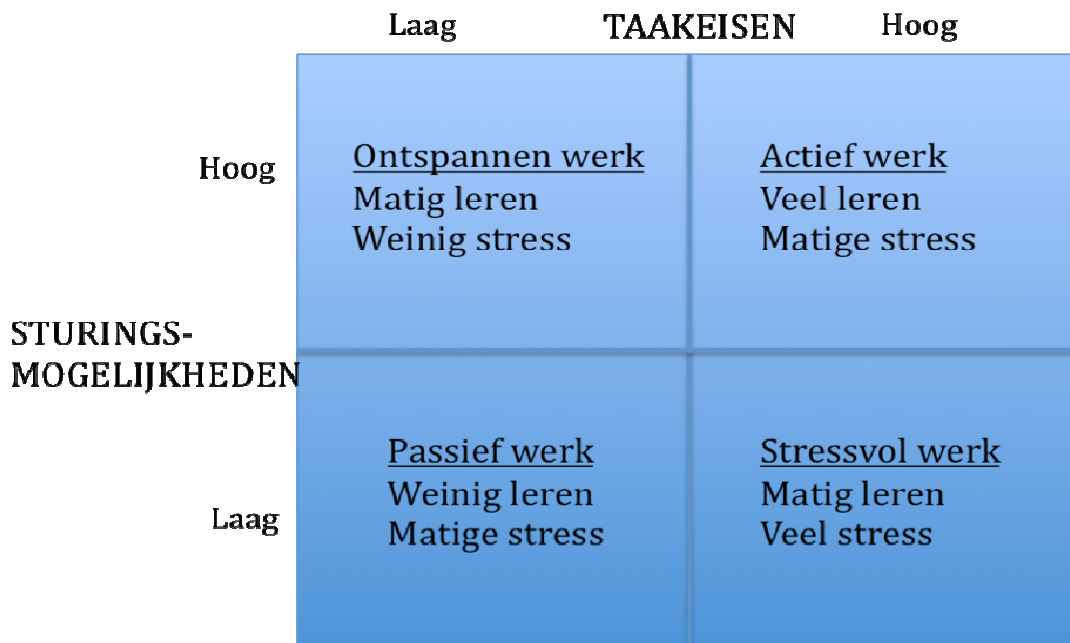 Laag TAAKEISEN Hoog
Hoog
Ontspannen werk
Matig leren
Weinig stress
Actief werk
Veel leren
Matige stress
STURINGS-
MOGELIJKHEDEN
Laag
Passief werk
Weinig leren
Matige stress
Stressvol werk
Matig leren
Veel stress